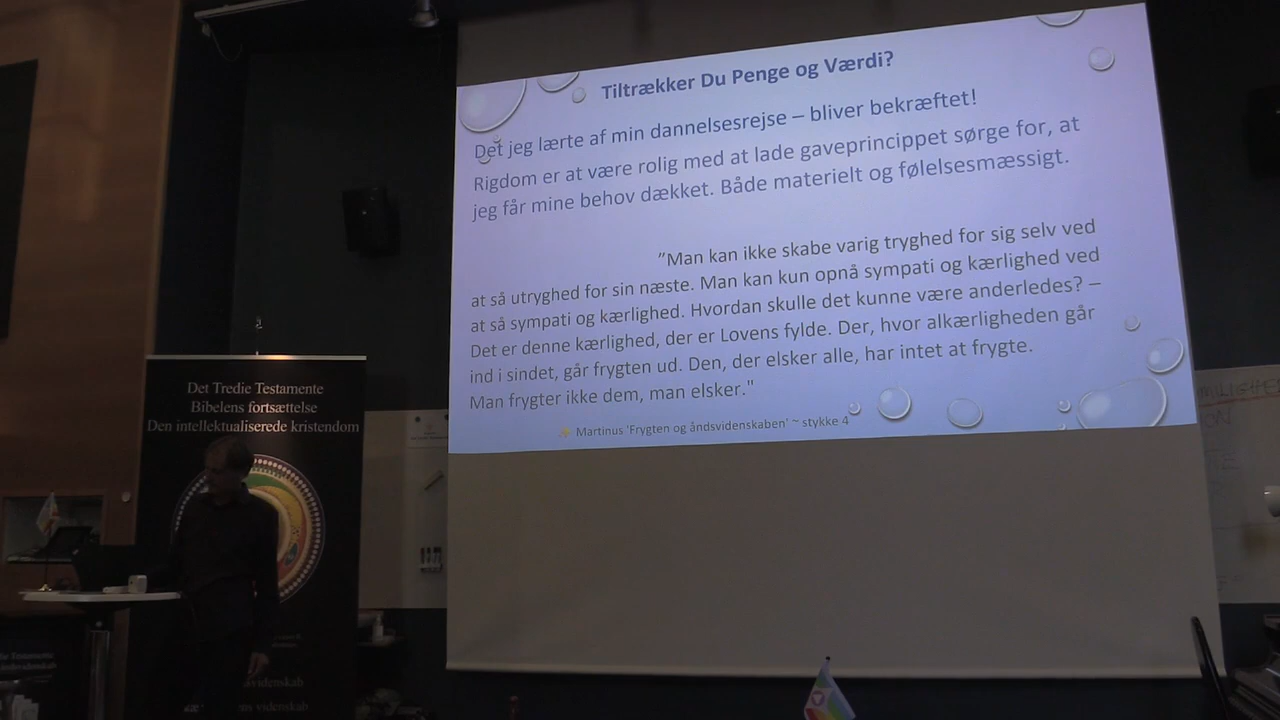 Tiltrækker Du Penge og Værdi?
Det jeg lærte af min dannelsesrejse – bliver bekræftet!
Rigdom er at være rolig med at lade gaveprincippet sørge for, at
jeg får mine behov dækket. Både materielt og følelsesmæssigt.
"Man kan ikke skabe varig tryghed for sig selv ved
at så utryghed for sin næste. Man kan kun opnå sympati og kærlighed ved
at så sympati og kærlighed. Hvordan skulle det kunne være anderledes? –
Det er denne kærlighed, der er Lovens fylde. Der, hvor alkærligheden går
ind i sindet, går frygten ud. Den, der elsker alle, har intet at frygte.
Man frygter ikke dem, man elsker."
Martinus 'Frygten og åndsvidenskaben' ~ stykke 4
Det Tredie Testamente
Bibelens fortsættelse
Den intellektualiserede kristendom
videnskab